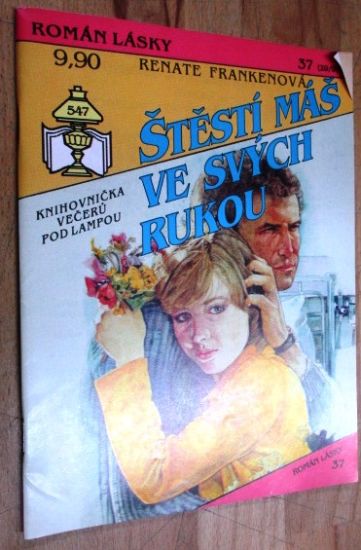 ROMÁN LÁSKY
9,90
37
RENATE FRANKENOVÁ
547
ŠTĚSTÍ MÁŠ
VE SVÝCH
RUKOU
KNIHOVNIČKA
VEČERŮ
POD LAMPOU
ROMÁN LÁSKY
37